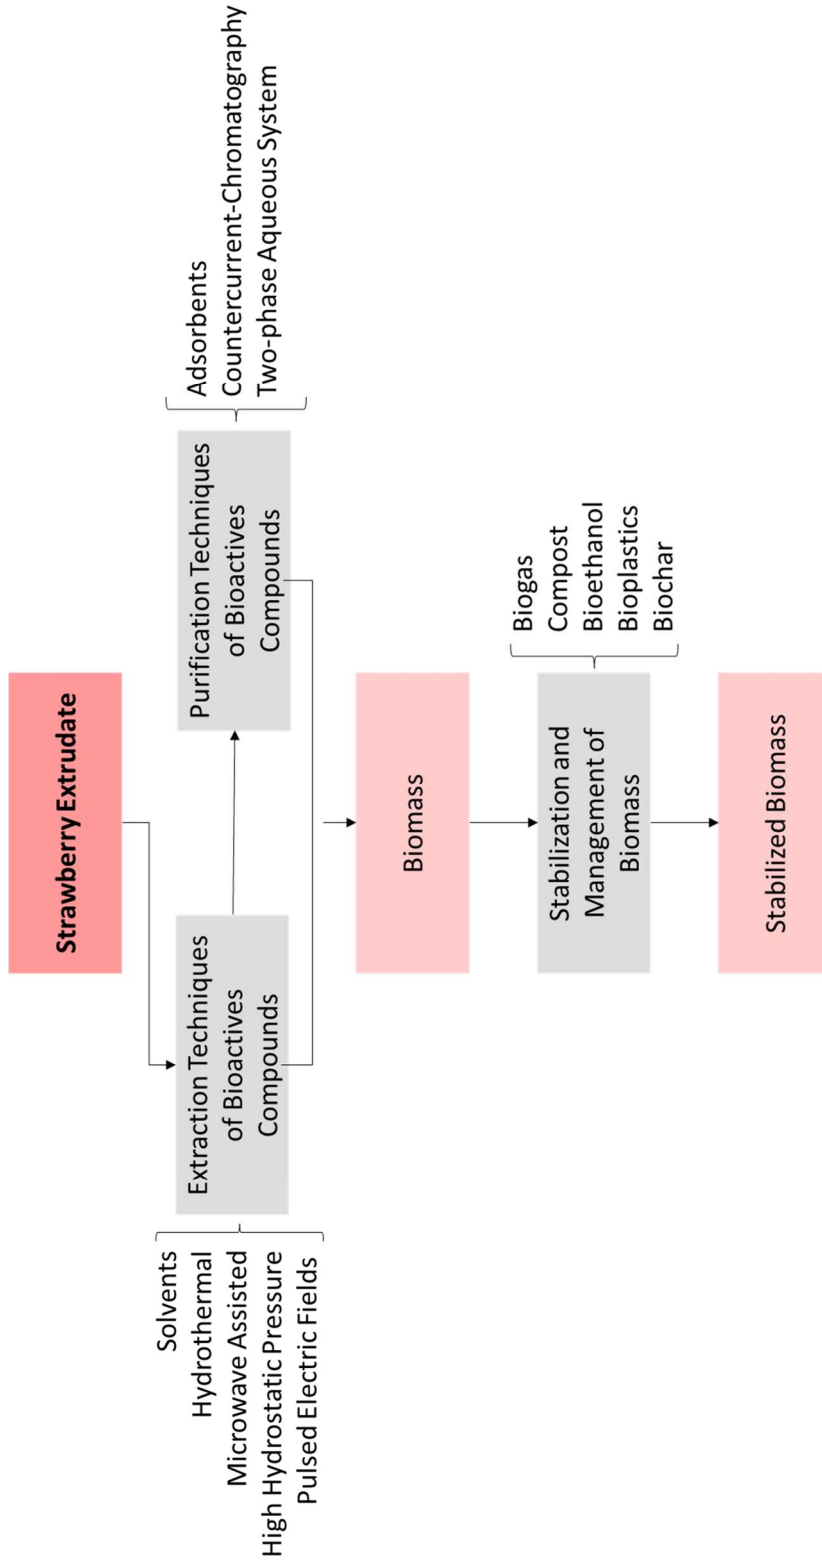 Strawberry Extrudate
Solvents
Hydrothermal
Microwave Assisted
High Hydrostatic Pressure
Pulsed Electric Fields
Extraction Techniques
of Bioactives
Compounds
Purification Techniques
of Bioactives
Compounds
Adsorbents
Countercurrent-Chromatography
Two-phase Aqueous System
Biomass
Stabilization and
Management of
Biomass
Biogas
Compost
Bioethanol
Bioplastics
Biochar
Stabilized Biomass